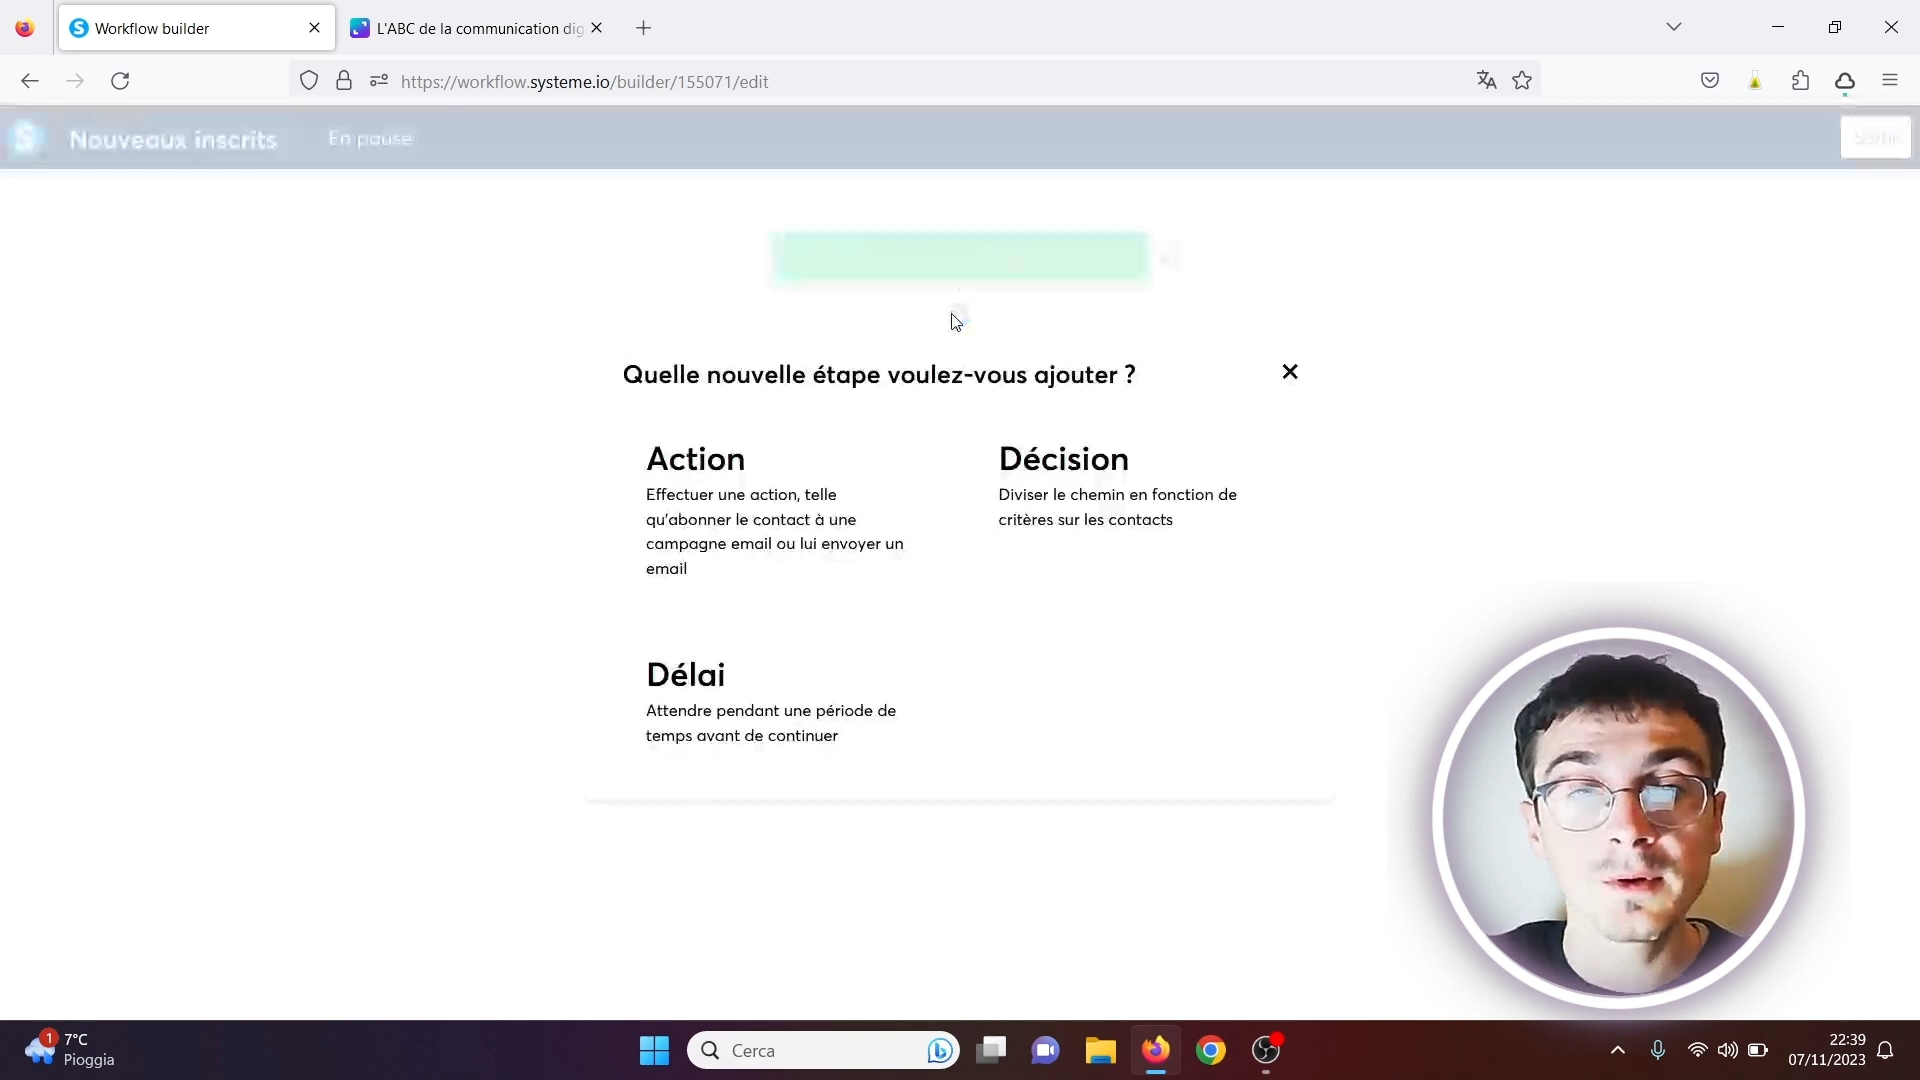 Workflow builder
L'ABC de la communication dig
https://workflow.systeme.io/builder/155071/edit
S
Nouveaux inscrits
En pause
Quelle nouvelle étape voulez-vous ajouter ?
Action
Effectuer une action, telle
qu'abonner le contact à une
campagne email ou lui envoyer un
email
Décision
Diviser le chemin en fonction de
critères sur les contacts
Délai
Attendre pendant une période de
temps avant de continuer
1
7°C
Pioggia
Cerca
22:39
07/11/2023